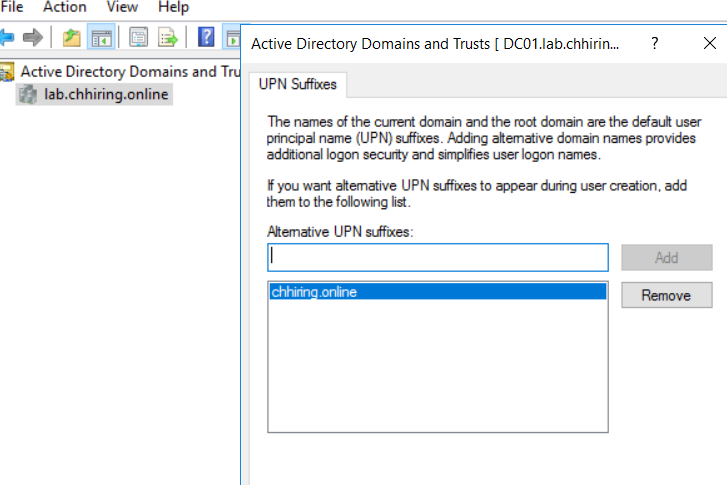 File Action View Help
Active Directory Domains and Trusts [ DC01.lab.chhirin...
Active Directory Domains and Tru
lab.chhiring.online
UPN Suffixes
The names of the current domain and the root domain are the default user
principal name (UPN) suffixes. Adding alternative domain names provides
additional logon security and simplifies user logon names.
If you want alternative UPN suffixes to appear during user creation, add
them to the following list.
Alternative UPN suffixes:
Add
chhiring.online
Remove